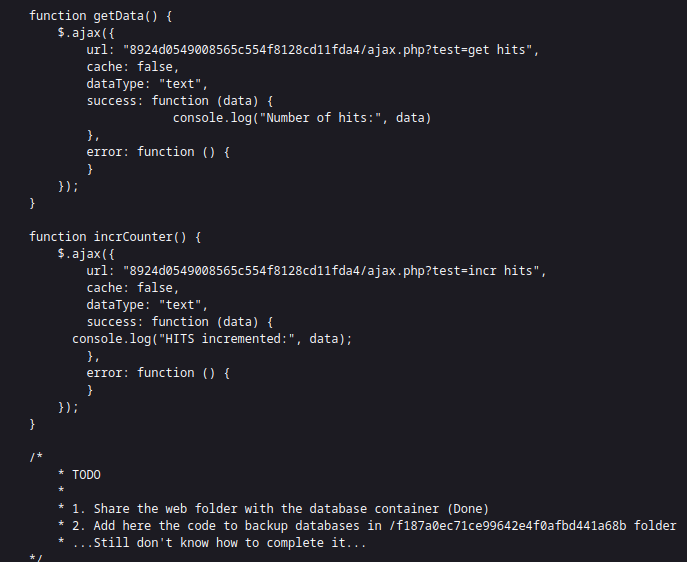 function getData() {
    $.ajax({
        url: "8924d0549008565c554f8128cd11fda4/ajax.php?test=get hits",
        cache: false,
        dataType: "text",
        success: function (data) {
                    console.log("Number of hits:", data)
        },
        error: function () {
        }
    });
}

function incrCounter() {
    $.ajax({
        url: "8924d0549008565c554f8128cd11fda4/ajax.php?test=incr hits",
        cache: false,
        dataType: "text",
        success: function (data) {
      console.log("HITS incremented:", data);
        },
        error: function () {
        }
    });
}

/*
    * TODO
    *
    * 1. Share the web folder with the database container (Done)
    * 2. Add here the code to backup databases in /f187a0ec71ce99642e4f0afbd441a68b folder
    * ...Still don't know how to complete it...
*/